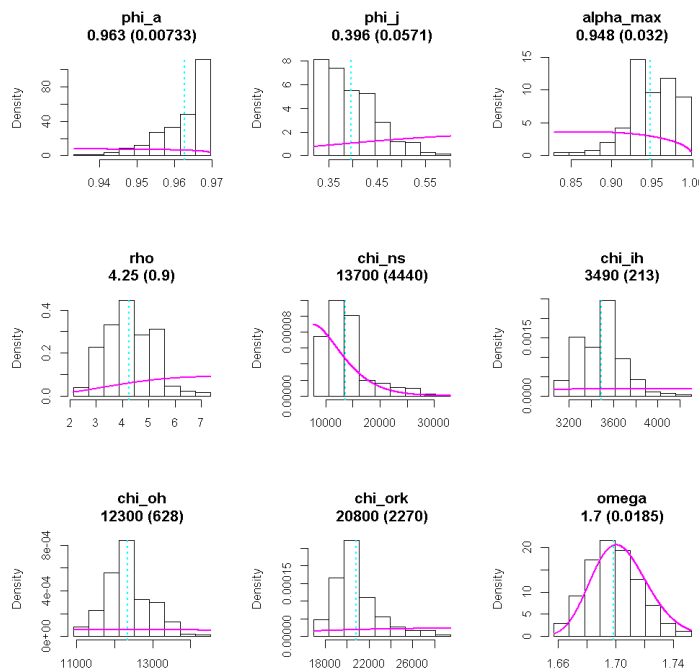 phi_a
0.963 (0.00733)
Density
0 20 40 60 80
0.94 0.95 0.96 0.97
phi_j
0.396 (0.0571)
Density
0 2 4 6 8
0.35 0.45 0.55
alpha_max
0.948 (0.032)
Density
0 5 10 15
0.85 0.90 0.95 1.00
rho
4.25 (0.9)
Density
0.0 0.2 0.4
2 3 4 5 6 7
chi_ns
13700 (4440)
Density
0.00000 0.00008
10000 20000 30000
chi_ih
3490 (213)
Density
0.0000 0.0015
3200 3600 4000
chi_oh
12300 (628)
Density
0e+00 4e-04 8e-04
11000 13000
chi_ork
20800 (2270)
Density
0.00000 0.00015
18000 22000 26000
omega
1.7 (0.0185)
Density
0 5 10 20
1.66 1.70 1.74